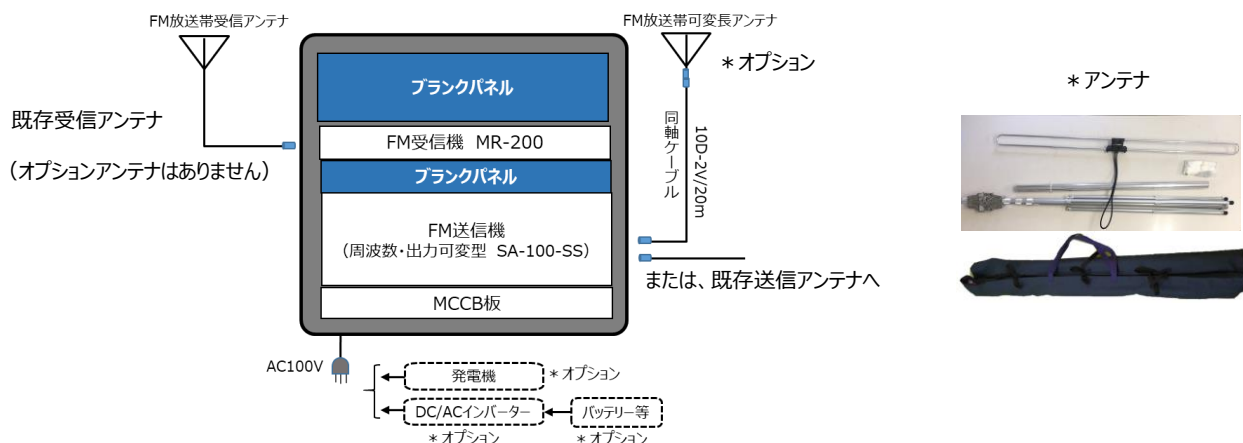 FM放送帯受信アンテナ
既存受信アンテナ
（オプションアンテナはありません）
ブランクパネル
FM受信機 MR-200
ブランクパネル
FM送信機
（周波数・出力可変型 SA-100-SS）
MCCB板
FM放送帯可変長アンテナ
＊オプション
同軸ケーブル
10D-2V/20m
または、既存送信アンテナへ
AC100V
発電機
＊オプション
DC/ACインバーター
＊オプション
バッテリー等
＊オプション
＊アンテナ